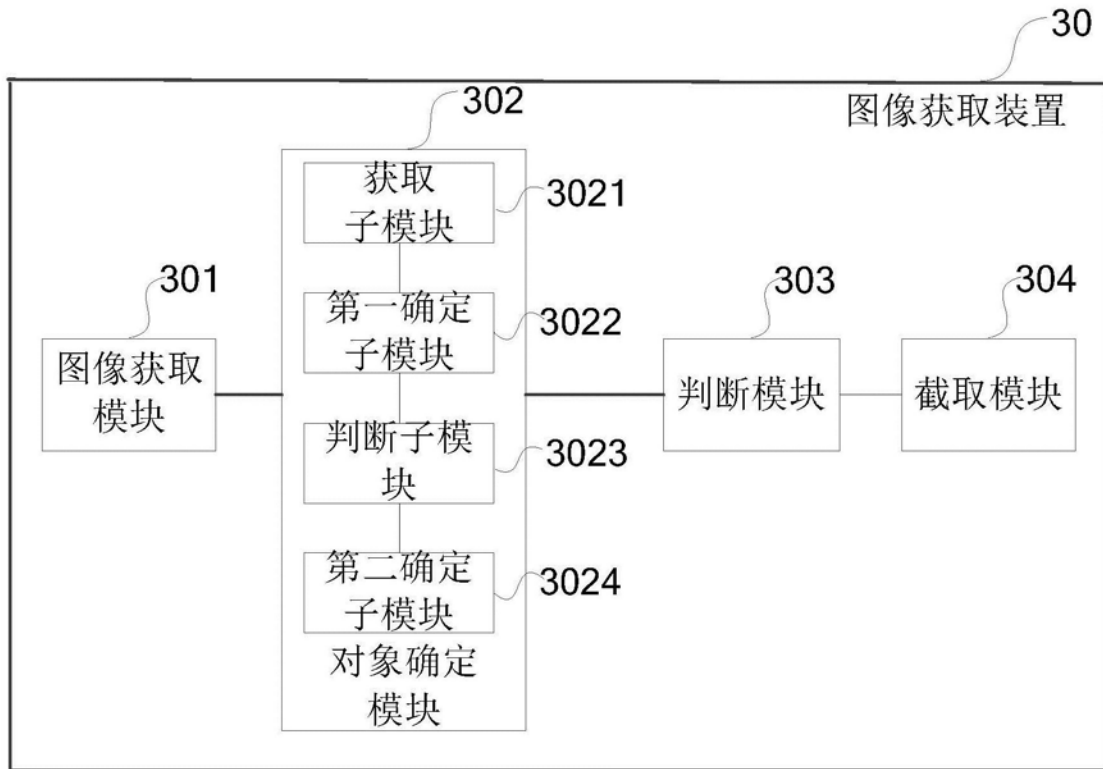 30
图像获取装置
302
获取
子模块
3021
301
第一确定
子模块
3022
303
304
图像获取
模块
判断子模
块
3023
判断模块
截取模块
第二确定
子模块
3024
对象确定
模块